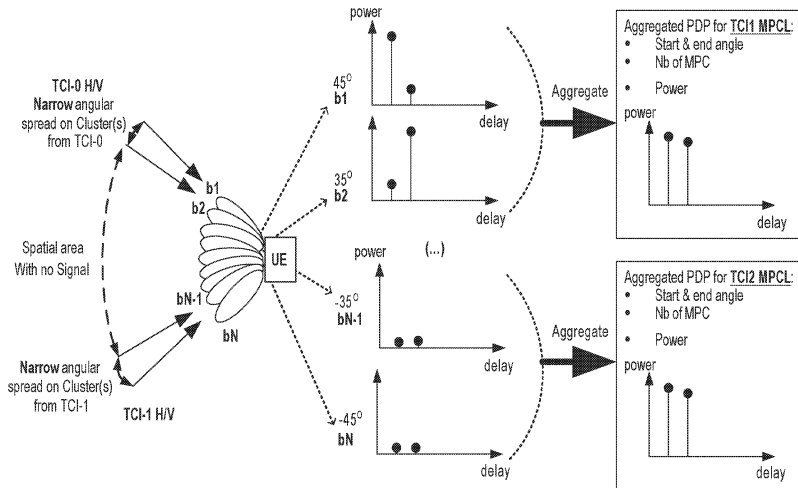 TCI-0 H/V
Narrow angular
spread on Cluster(s)
from TCI-0
b1
b2
Spatial area
With no Signal
UE
bN-1
bN
Narrow angular
spread on Cluster(s)
from TCI-1
TCI-1 H/V
power
45°
b1
delay
35°
b2
delay
(...)
power
-35°
bN-1
delay
-45°
bN
delay
Aggregate
Aggregate
Aggregated PDP for TCI1 MPCL:
• Start & end angle
• Nb of MPC
• Power
power
delay
Aggregated PDP for TCI2 MPCL:
• Start & end angle
• Nb of MPC
• Power
power
delay